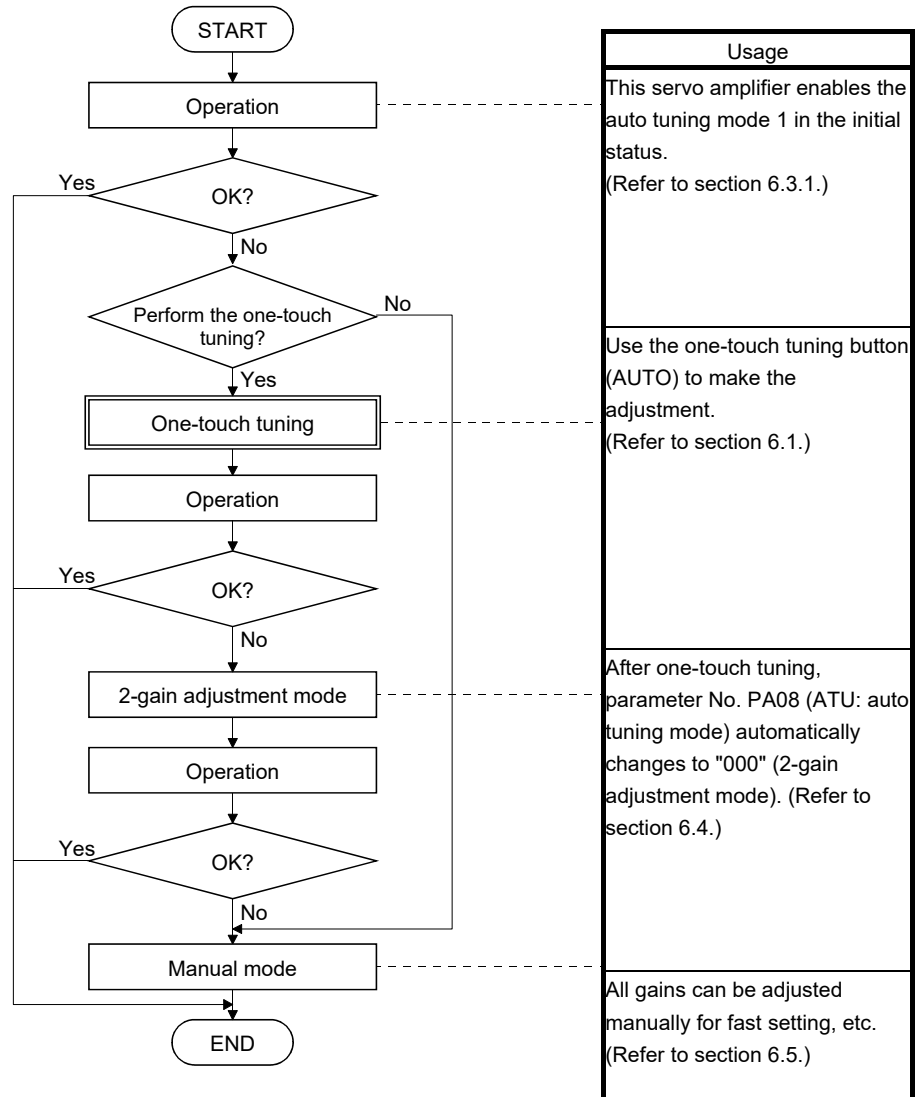 START
Operation
OK?
Yes
No
Perform the one-touch
tuning?
No
Yes
One-touch tuning
Operation
OK?
Yes
No
2-gain adjustment mode
Operation
OK?
Yes
No
Manual mode
END
Usage
This servo amplifier enables the
auto tuning mode 1 in the initial
status.
(Refer to section 6.3.1.)
Use the one-touch tuning button
(AUTO) to make the
adjustment.
(Refer to section 6.1.)
After one-touch tuning,
parameter No. PA08 (ATU: auto
tuning mode) automatically
changes to "000" (2-gain
adjustment mode). (Refer to
section 6.4.)
All gains can be adjusted
manually for fast setting, etc.
(Refer to section 6.5.)